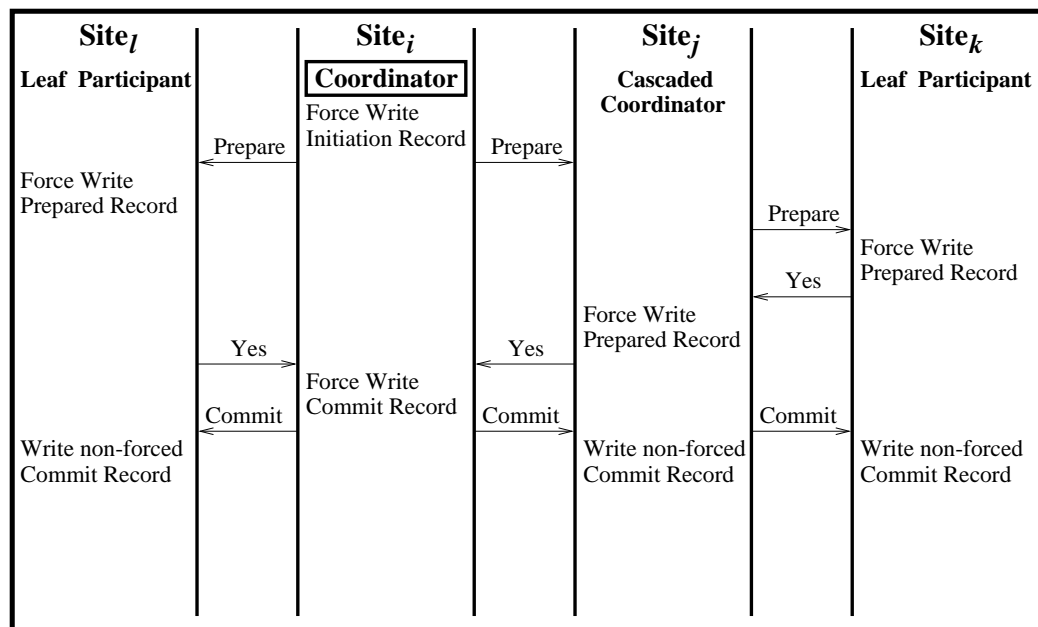 Site_l
Site_i
Site_j
Site_k
Leaf Participant
Coordinator
Cascaded
Coordinator
Leaf Participant
Force Write
Initiation Record
Prepare
Prepare
Force Write
Prepared Record
Prepare
Force Write
Prepared Record
Yes
Force Write
Prepared Record
Yes
Yes
Force Write
Commit Record
Commit
Commit
Commit
Write non-forced
Commit Record
Write non-forced
Commit Record
Write non-forced
Commit Record